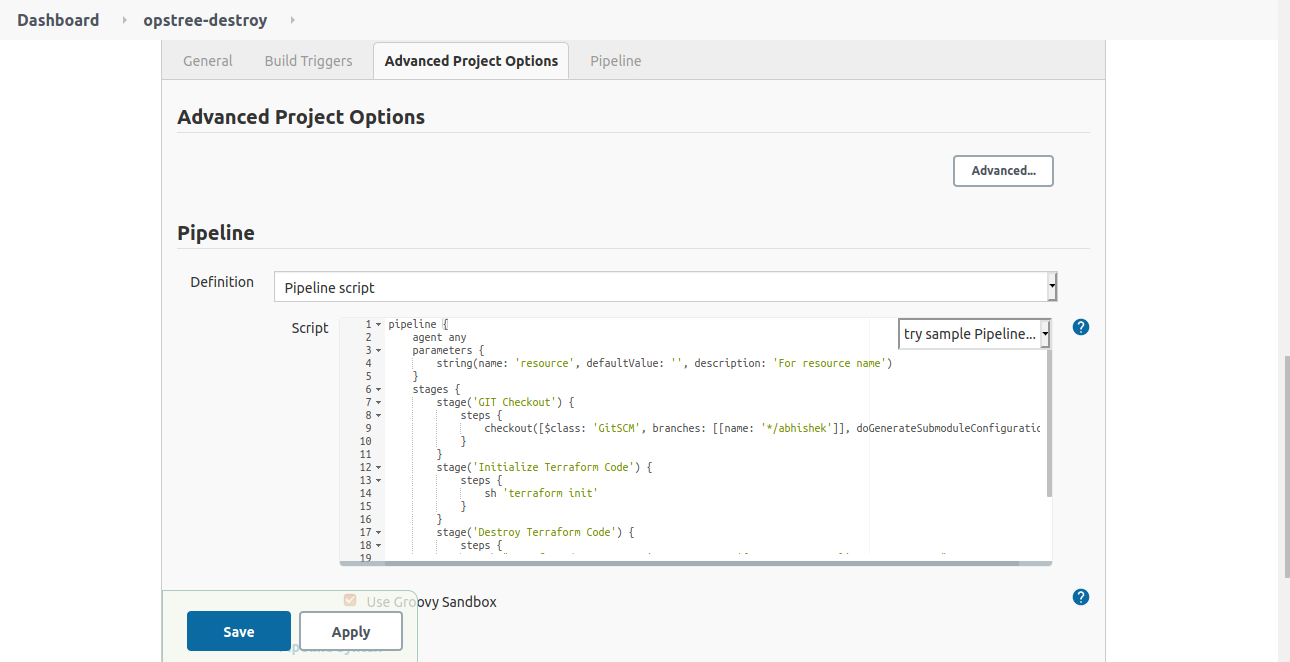 Dashboard opstree-destroy
General Build Triggers Advanced Project Options Pipeline
Advanced Project Options
Advanced...
Pipeline
Definition Pipeline script
Script
try sample Pipeline...
1 pipeline {
2 agent any
3 parameters {
4 string(name: 'resource', defaultValue: '', description: 'For resource name')
5 }
6 stages {
7 stage('GIT Checkout') {
8 steps {
9 checkout([$class: 'GitSCM', branches: [[name: '*/abhishek']], doGenerateSubmoduleConfiguratio
10 }
11 }
12 stage('Initialize Terraform Code') {
13 steps {
14 sh 'terraform init'
15 }
16 }
17 stage('Destroy Terraform Code') {
18 steps {
19
Use Groovy Sandbox
Save Apply